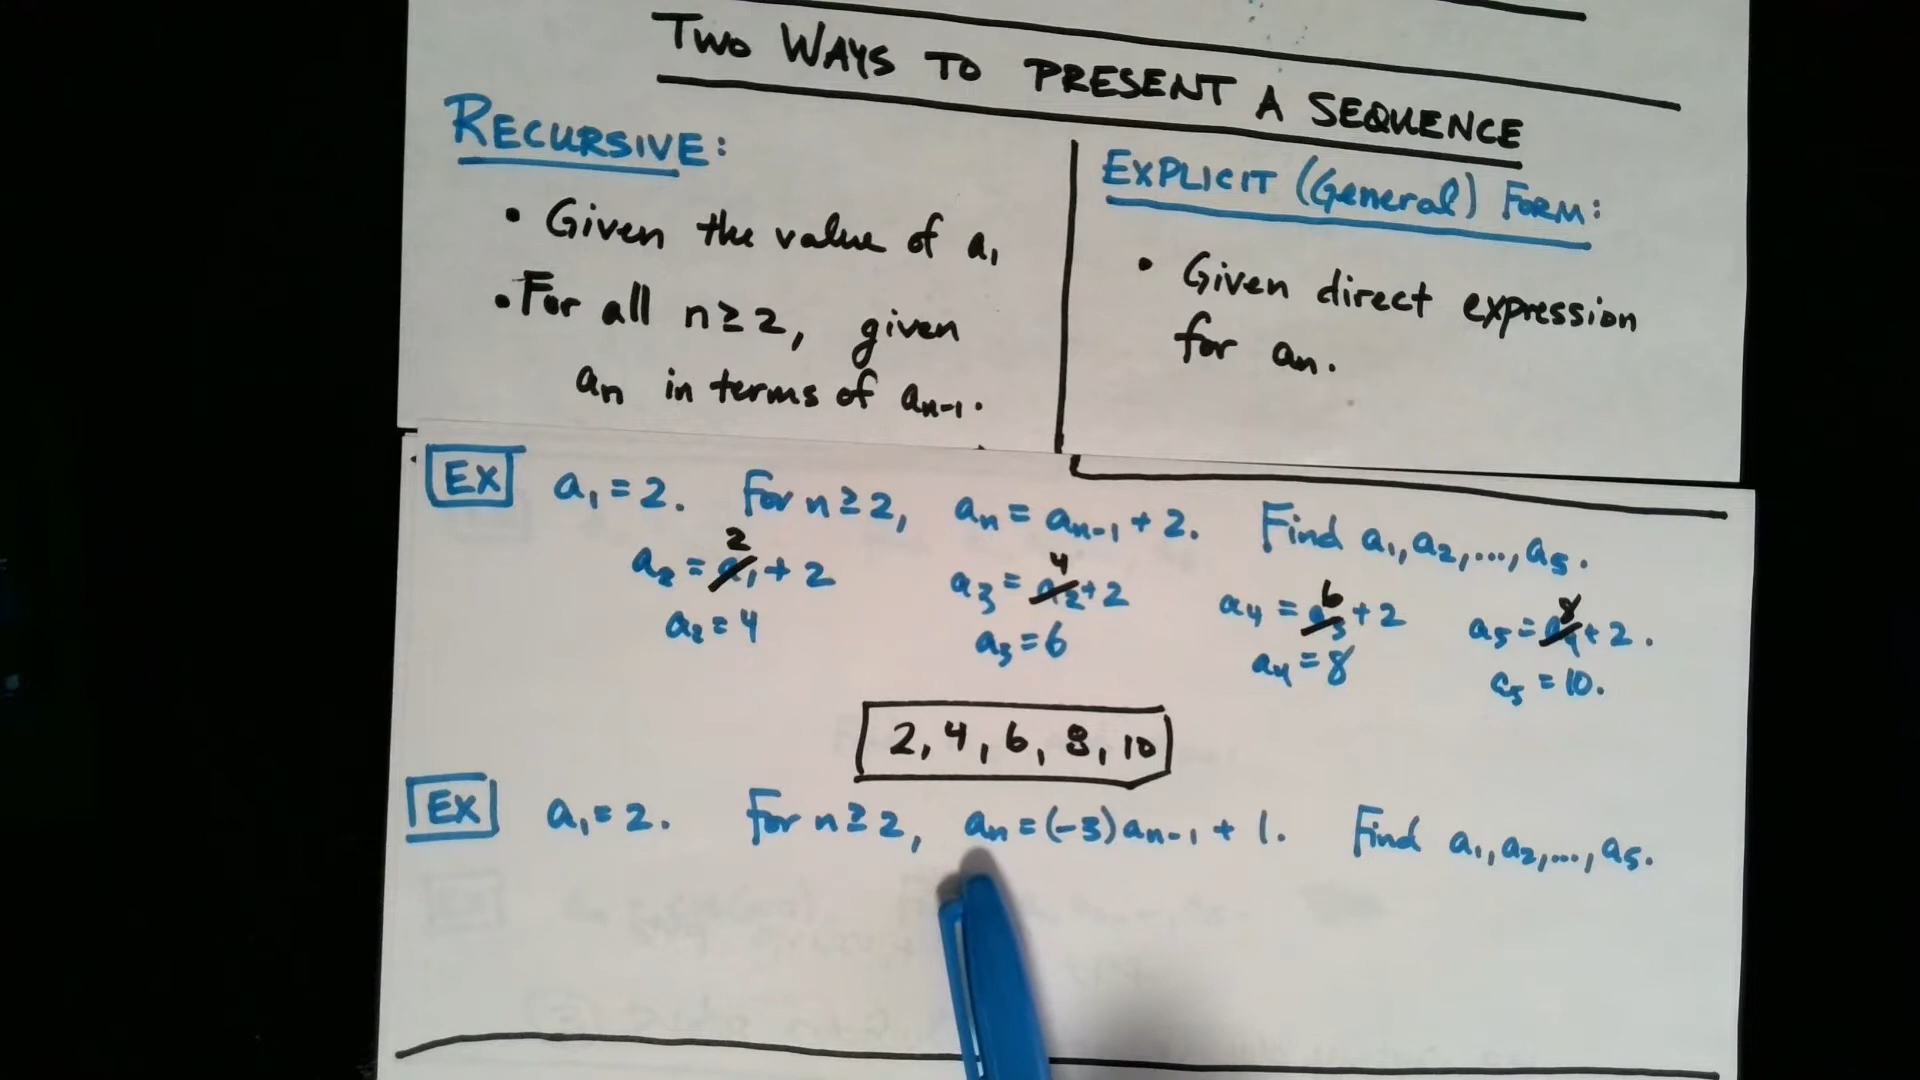 Two WAYS TO PRESENT A SEQUENCE
RECURSIVE:
• Given the value of a₁
• For all n≥2, given
aₙ in terms of aₙ₋₁.
EXPLICIT (General) FORM:
• Given direct expression
for aₙ.
EX a₁=2. For n≥2, aₙ=aₙ₋₁+2. Find a₁,a₂,...,a₅.
2
a₂=a₁+2
a₂=4
4
a₃=a₂+2
a₃=6
6
a₄=a₃+2
a₄=8
8
a₅=a₄+2.
a₅=10.
2, 4, 6, 8, 10
EX a₁=2. For n≥2, aₙ=(-3)aₙ₋₁+1. Find a₁,a₂,...,a₅.